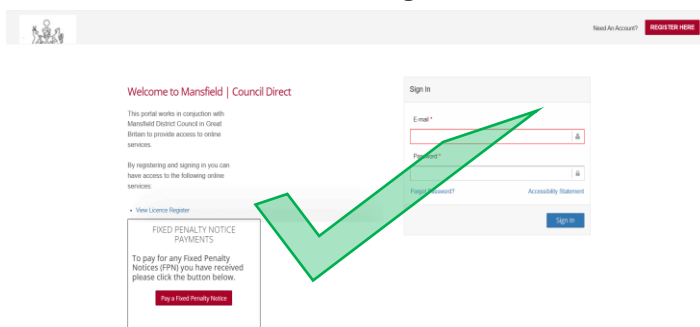 Need An Account? REGISTER HERE
Welcome to Mansfield | Council Direct
This portal works in conjuction with
Mansfield District Council in Great
Britain to provide access to online
services.
By registering and signing in you can
have access to the following online
services.
View Licence Register
FIXED PENALTY NOTICE
PAYMENTS
To pay for any Fixed Penalty
Notices (FPN) you have received
please click the button below.
Pay a Fixed Penalty Notice
Sign In
E-mail *
Password *
Forgot Password? Accessibility Statement
Sign In